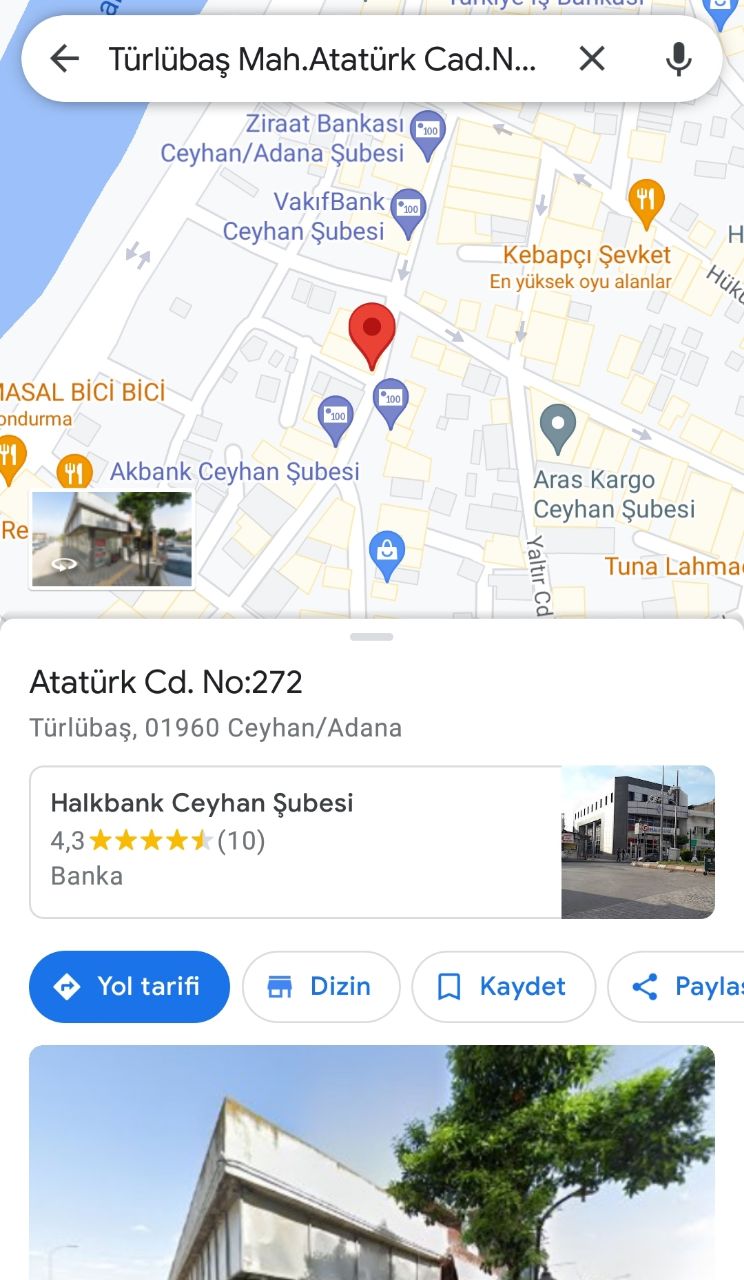 Türlübaş Mah.Atatürk Cad.N...
Ziraat Bankası
Ceyhan/Adana Şubesi
VakıfBank
Ceyhan Şubesi
Kebapçı Şevket
En yüksek oyu alanlar
MASAL BİCİ BİCİ
ondurma
Akbank Ceyhan Şubesi
Aras Kargo
Ceyhan Şubesi
Re
Yaltır Cd
Tuna Lahma
Atatürk Cd. No:272
Türlübaş, 01960 Ceyhan/Adana
Halkbank Ceyhan Şubesi
4,3 (10)
Banka
Yol tarifi
Dizin
Kaydet
Paylaş